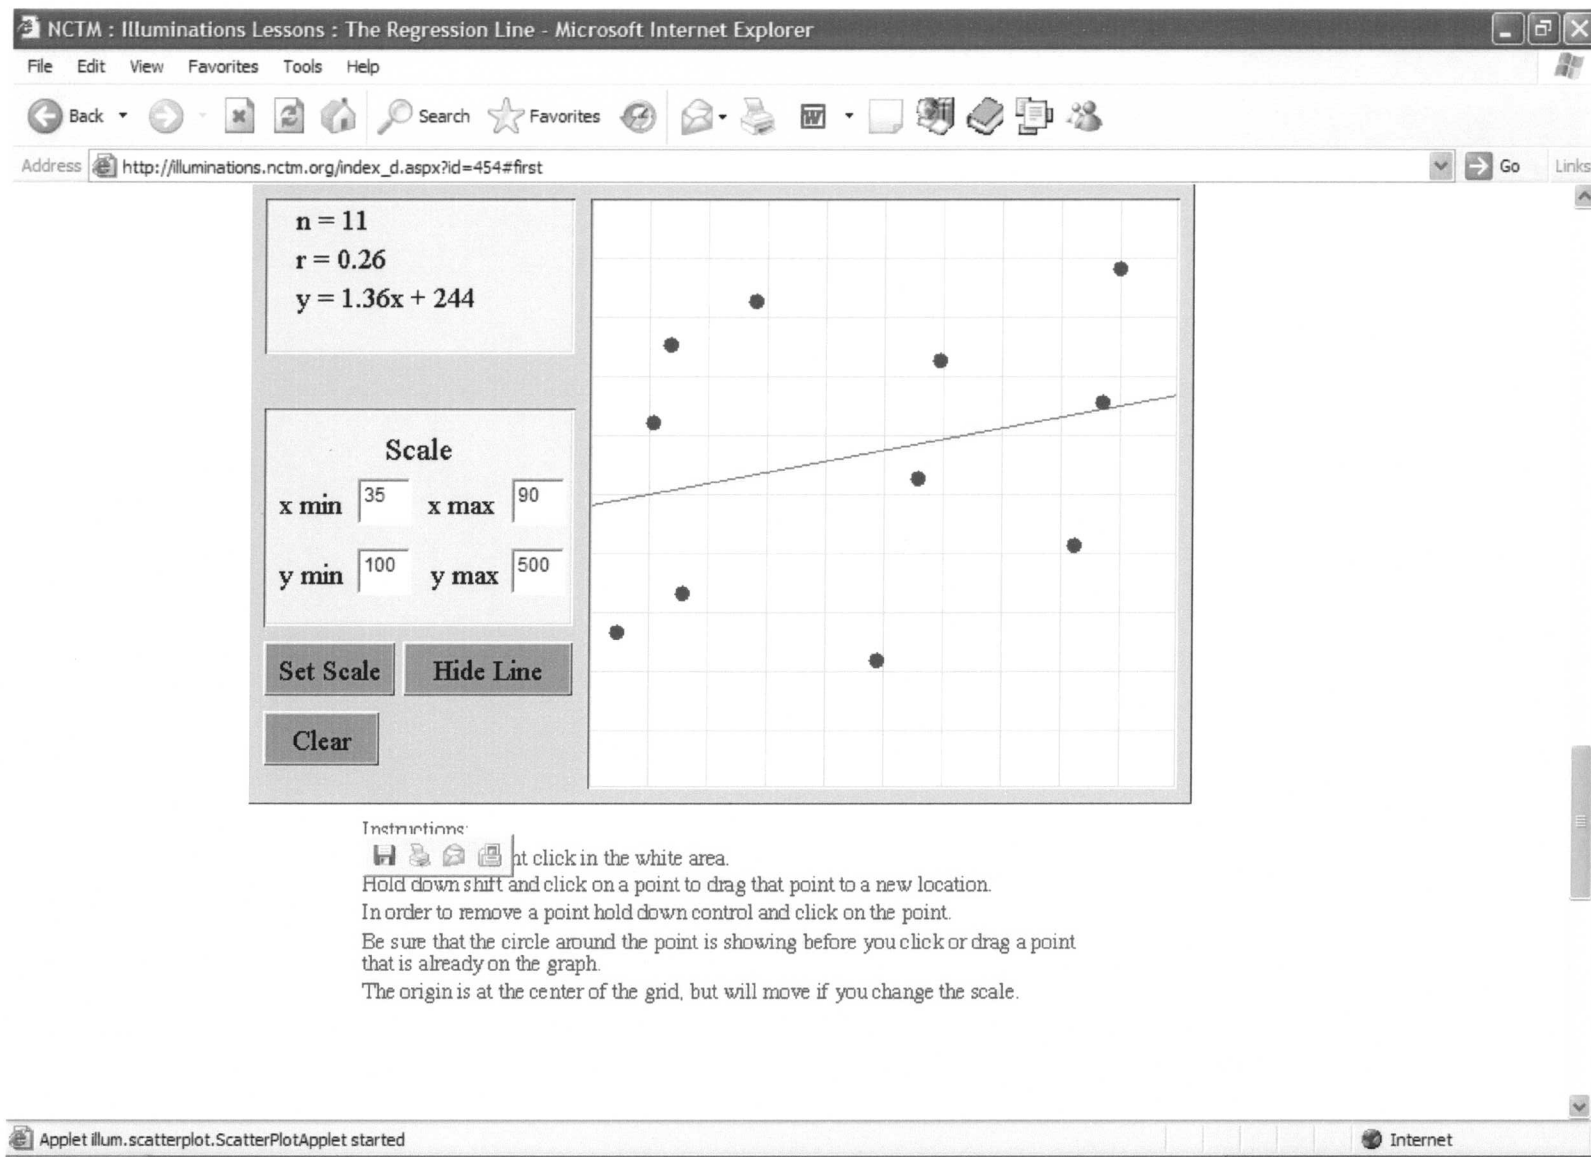 NCTM : Illuminations Lessons : The Regression Line - Microsoft Internet Explorer
File Edit View Favorites Tools Help
Back Search Favorites
Address http://illuminations.nctm.org/index_d.aspx?id=454#first Go Links
n = 11
r = 0.26
y = 1.36x + 244
Scale
x min 35 x max 90
y min 100 y max 500
Set Scale Hide Line
Clear
Instructions:
click in the white area.
Hold down shift and click on a point to drag that point to a new location.
In order to remove a point hold down control and click on the point.
Be sure that the circle around the point is showing before you click or drag a point
that is already on the graph.
The origin is at the center of the grid, but will move if you change the scale.
Applet illum.scatterplot.ScatterPlotApplet started Internet